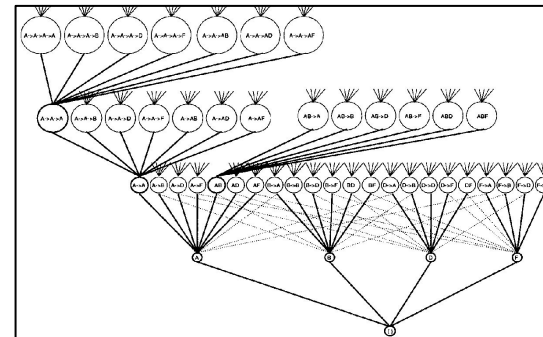 A->A->A->A A->A->A->B A->A->A->D A->A->A->F A->A->AB A->A->AD A->A->AF
A->A->A A->A->B A->A->D A->A->F A->AB A->AD A->AF AB->A AB->B AB->D AB->F ABD ABF
A->A A->B A->D A->F AB AD AF B->A B->B B->D B->F BD BF D->A D->B D->D D->F DF F->A F->B F->D
A B D F